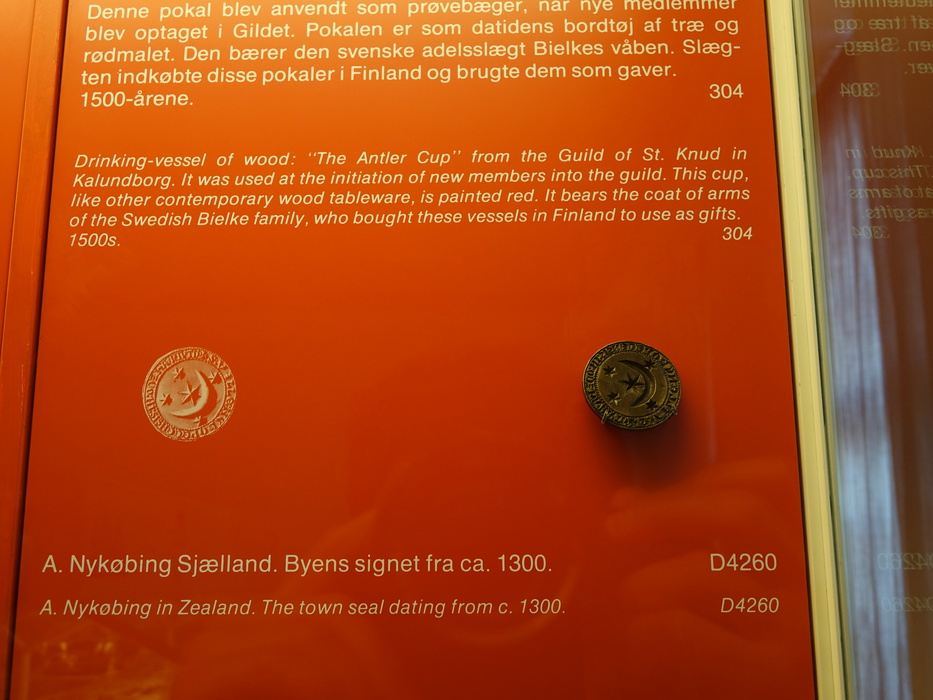 Denne pokal blev anvendt som prøvebæger, når nye medlemmer
blev optaget i Gildet. Pokalen er som datidens bordtøj af træ og
rødmalet. Den bærer den svenske adelsslægt Bielkes våben. Slæg-
ten indkøbte disse pokaler i Finland og brugte dem som gaver.
1500-årene. 304
Drinking-vessel of wood: ''The Antler Cup'' from the Guild of St. Knud in
Kalundborg. It was used at the initiation of new members into the guild. This cup,
like other contemporary wood tableware, is painted red. It bears the coat of arms
of the Swedish Bielke family, who bought these vessels in Finland to use as gifts.
1500s. 304
A. Nykøbing Sjælland. Byens signet fra ca. 1300. D4260
A. Nykøbing in Zealand. The town seal dating from c. 1300. D4260